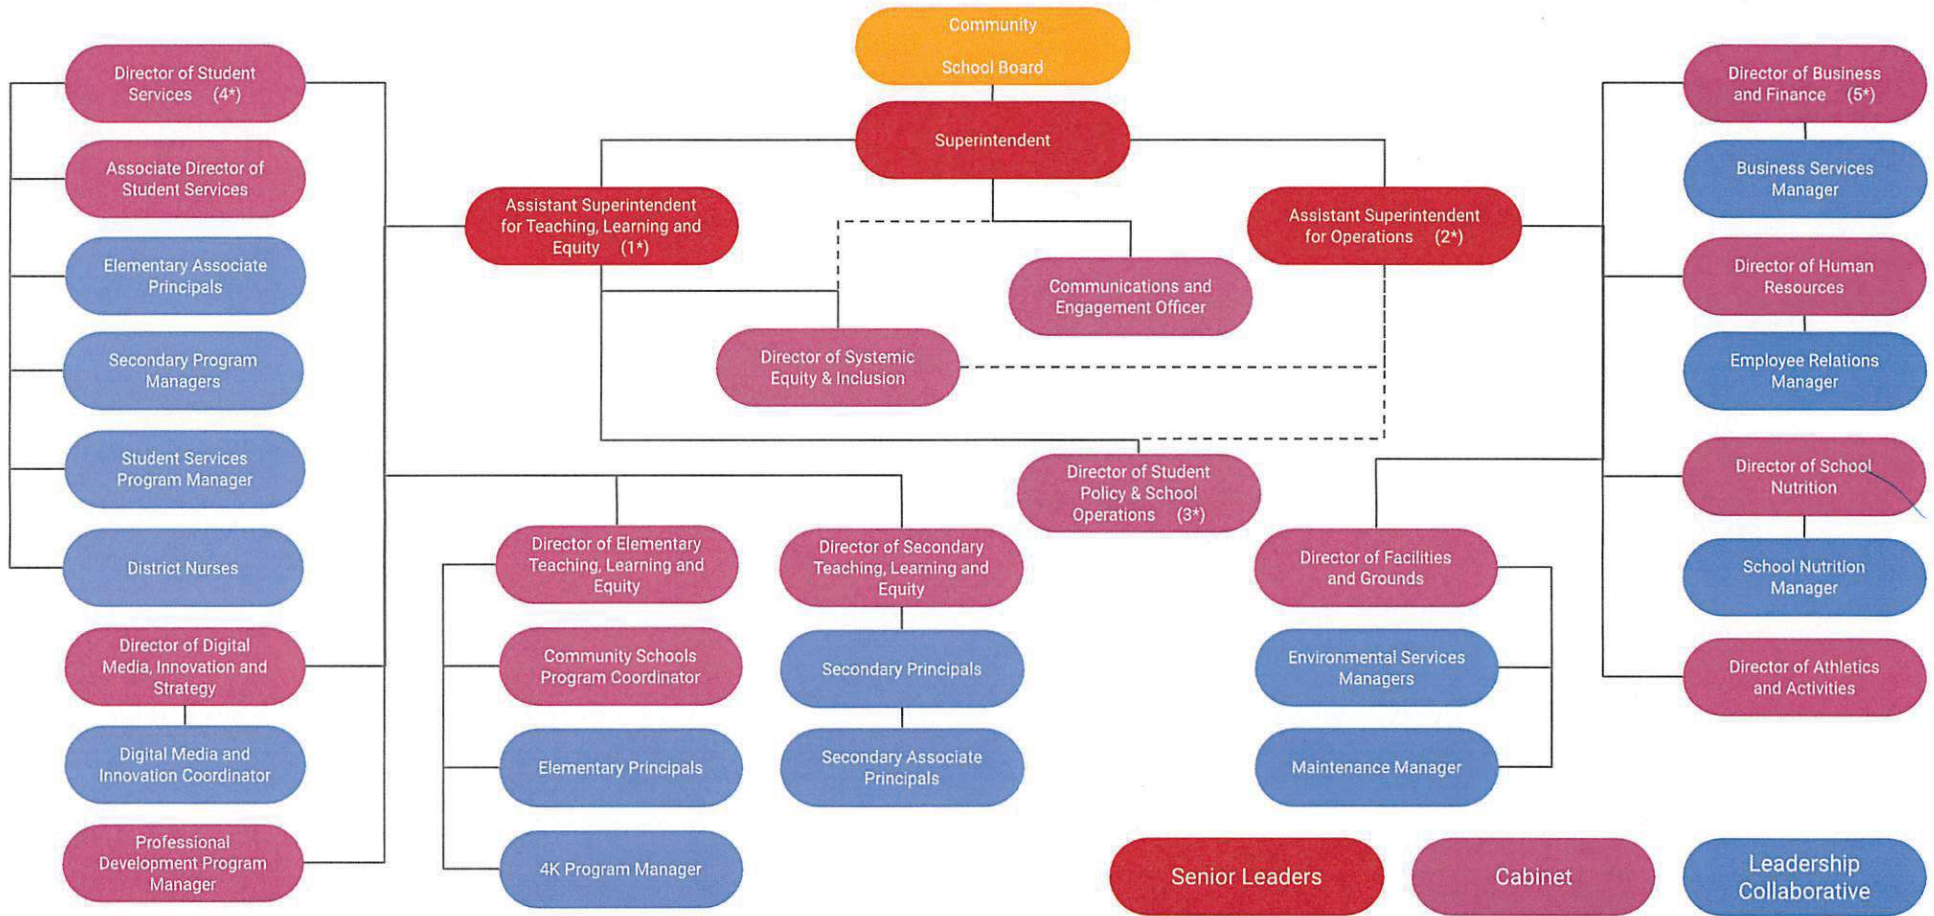 Community
School Board
Superintendent
Assistant Superintendent
for Teaching, Learning and
Equity (1*)
Assistant Superintendent
for Operations (2*)
Communications and
Engagement Officer
Director of Systemic
Equity & Inclusion
Director of Student
Policy & School
Operations (3*)
Director of Student
Services (4*)
Associate Director of
Student Services
Elementary Associate
Principals
Secondary Program
Managers
Student Services
Program Manager
District Nurses
Director of Digital
Media, Innovation and
Strategy
Digital Media and
Innovation Coordinator
Professional
Development Program
Manager
Director of Elementary
Teaching, Learning and
Equity
Community Schools
Program Coordinator
Elementary Principals
4K Program Manager
Director of Secondary
Teaching, Learning and
Equity
Secondary Principals
Secondary Associate
Principals
Director of Facilities
and Grounds
Environmental Services
Managers
Maintenance Manager
Director of Business
and Finance (5*)
Business Services
Manager
Director of Human
Resources
Employee Relations
Manager
Director of School
Nutrition
School Nutrition
Manager
Director of Athletics
and Activities
Senior Leaders
Cabinet
Leadership
Collaborative